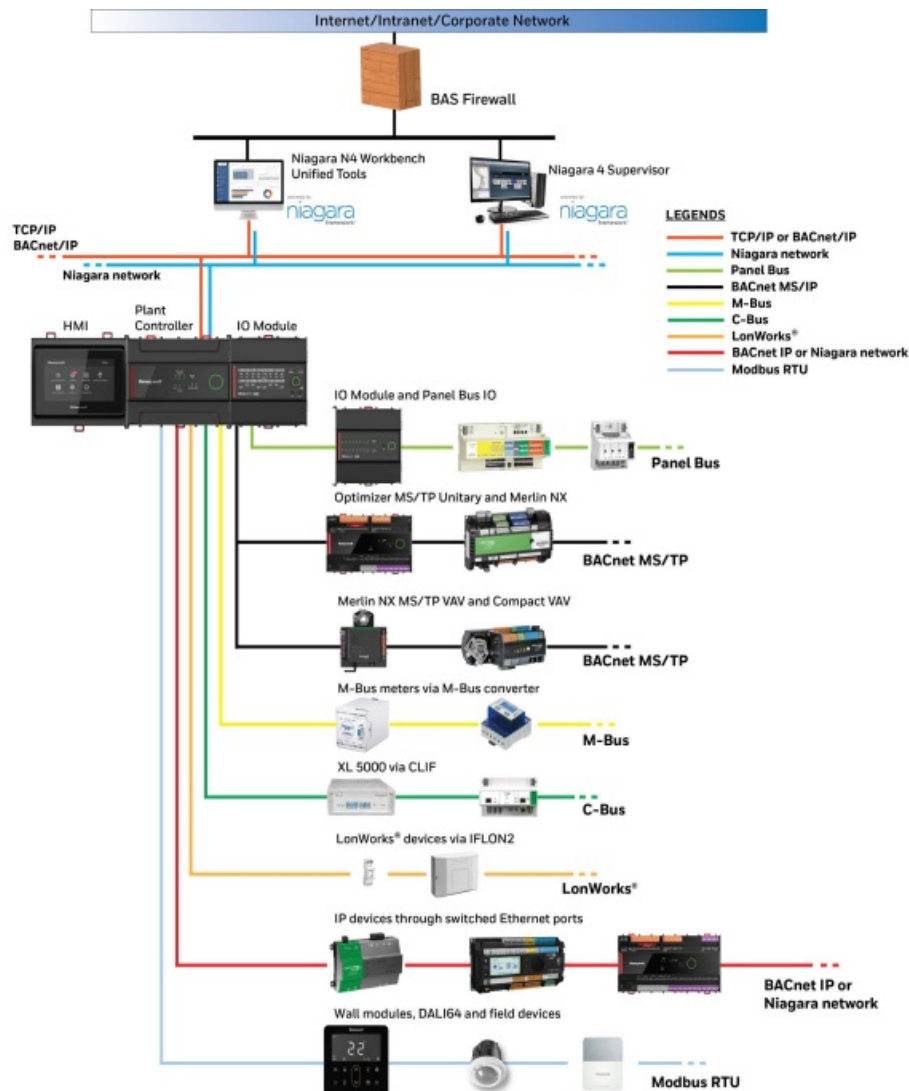 Internet/Intranet/Corporate Network
BAS Firewall
Niagara N4 Workbench
Unified Tools
niagara
framework
Niagara 4 Supervisor
niagara
framework
TCP/IP
BACnet/IP
Niagara network
LEGENDS
TCP/IP or BACnet/IP
Niagara network
Panel Bus
BACnet MS/IP
M-Bus
C-Bus
LonWorks®
BACnet IP or Niagara network
Modbus RTU
HMI
Plant
Controller
IO Module
IO Module and Panel Bus IO
Panel Bus
Optimizer MS/TP Unitary and Merlin NX
BACnet MS/TP
Merlin NX MS/TP VAV and Compact VAV
BACnet MS/TP
M-Bus meters via M-Bus converter
M-Bus
XL 5000 via CLIF
C-Bus
LonWorks® devices via IFLON2
LonWorks®
IP devices through switched Ethernet ports
BACnet IP or
Niagara network
Wall modules, DALI64 and field devices
22
Modbus RTU